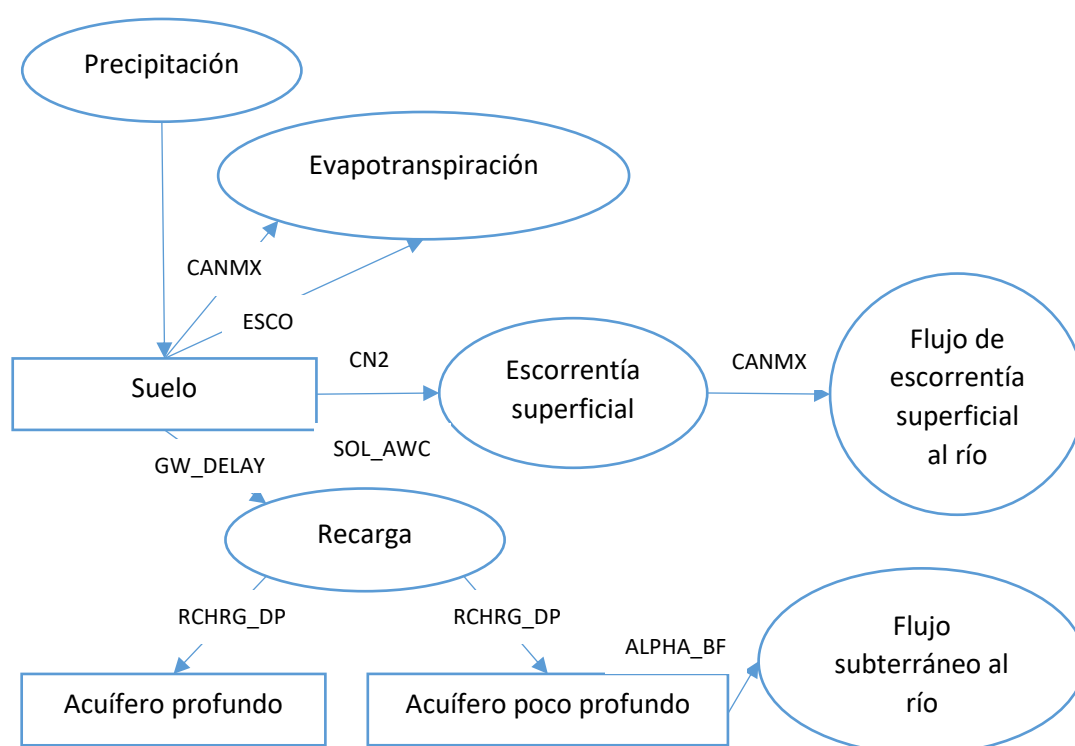 Precipitación
Evapotranspiración
CANMX
ESCO
Suelo
CN2
SOL_AWC
Escorrentía
superficial
CANMX
Flujo de
escorrentía
superficial
al río
GW_DELAY
Recarga
RCHRG_DP
RCHRG_DP
ALPHA_BF
Acuífero profundo
Acuífero poco profundo
Flujo
subterráneo al
río